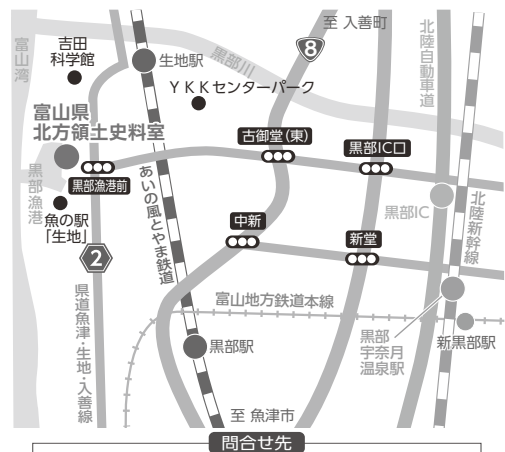 至 入善町
8
北陸自動車道
富山湾
吉田
科学館
生地駅
黒部川
YKKセンターパーク
富山県
北方領土史料室
古御堂(東)
黒部IC口
黒部漁港前
黒部漁港
あいの風とやま鉄道
黒部IC
北陸新幹線
魚の駅
「生地」
中新
新堂
2
県道魚津・生地・入善線
富山地方鉄道本線
黒部
宇奈月
温泉駅
新黒部駅
黒部駅
至 魚津市
問合せ先